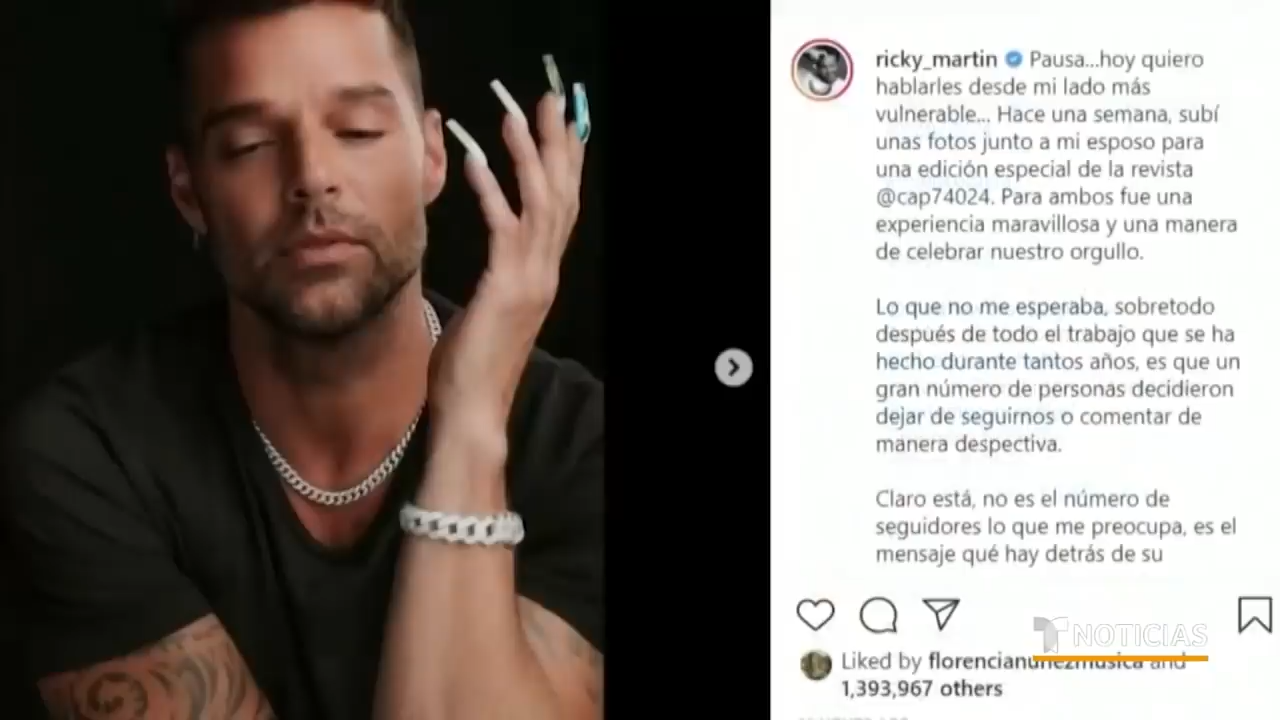 ricky_martin Pausa...hoy quiero
hablarles desde mi lado más
vulnerable... Hace una semana, subí
unas fotos junto a mi esposo para
una edición especial de la revista
@cap74024. Para ambos fue una
experiencia maravillosa y una manera
de celebrar nuestro orgullo.
Lo que no me esperaba, sobretodo
después de todo el trabajo que se ha
hecho durante tantos años, es que un
gran número de personas decidieron
dejar de seguirnos o comentar de
manera despectiva.
Claro está, no es el número de
seguidores lo que me preocupa, es el
mensaje qué hay detrás de su
NOTICIAS
Liked by florencianunezmusica and
1,393,967 others